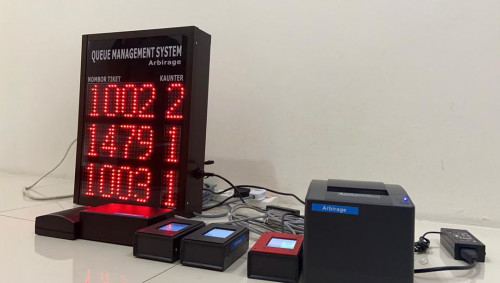 QUEUE MANAGEMENT SYSTEM
Arbirage
NOMBOR TIKET KAUNTER
1002 2
1479 1
1003 1
Arbirage